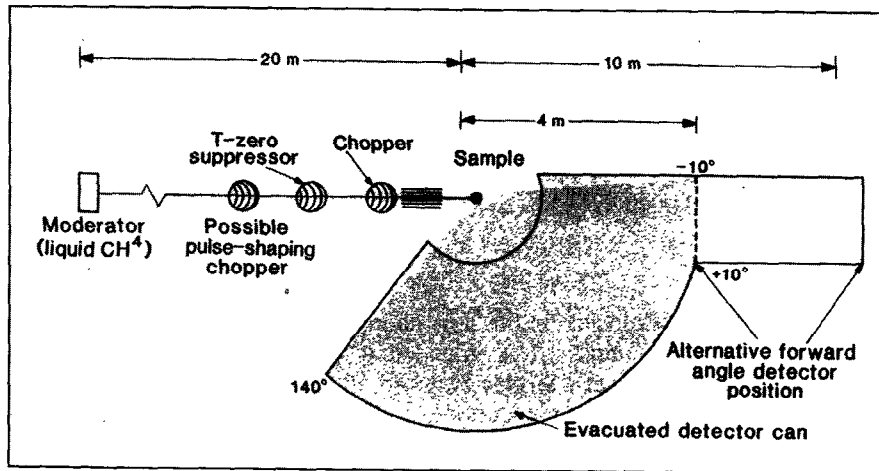 20 m
10 m
4 m
T-zero
suppressor
Chopper
Sample
-10°
Moderator
(liquid CH⁴)
Possible
pulse-shaping
chopper
+10°
Alternative forward
angle detector
position
140°
Evacuated detector can